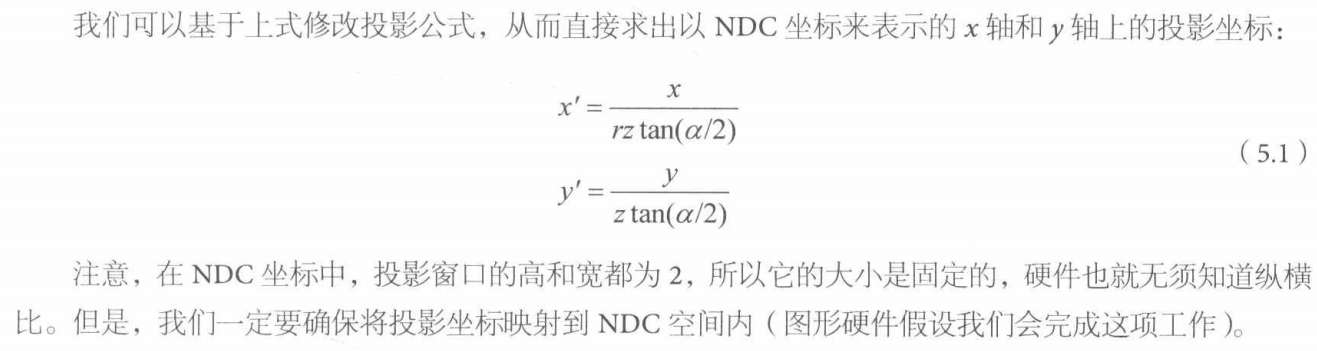 我们可以基于上式修改投影公式，从而直接求出以 NDC 坐标来表示的 x 轴和 y 轴上的投影坐标：
x′ = x / (rz tan(α/2))
（5.1）
y′ = y / (z tan(α/2))
注意，在 NDC 坐标中，投影窗口的高和宽都为 2，所以它的大小是固定的，硬件也就无须知道纵横
比。但是，我们一定要确保将投影坐标映射到 NDC 空间内（图形硬件假设我们会完成这项工作）。